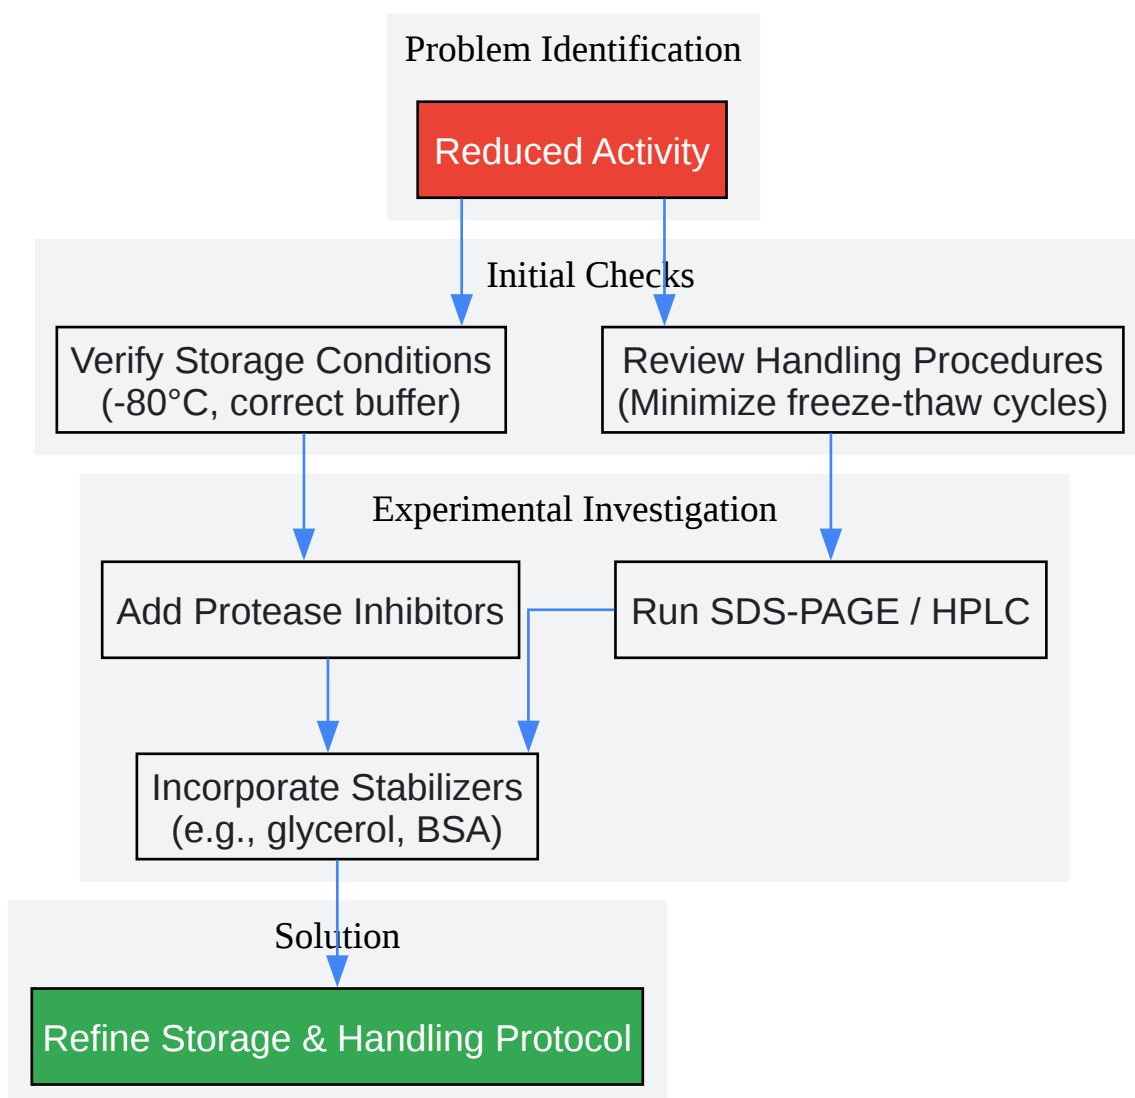 Problem Identification
Reduced Activity
Initial Checks
Verify Storage Conditions
(-80°C, correct buffer)
Review Handling Procedures
(Minimize freeze-thaw cycles)
Experimental Investigation
Add Protease Inhibitors
Run SDS-PAGE / HPLC
Incorporate Stabilizers
(e.g., glycerol, BSA)
Solution
Refine Storage & Handling Protocol